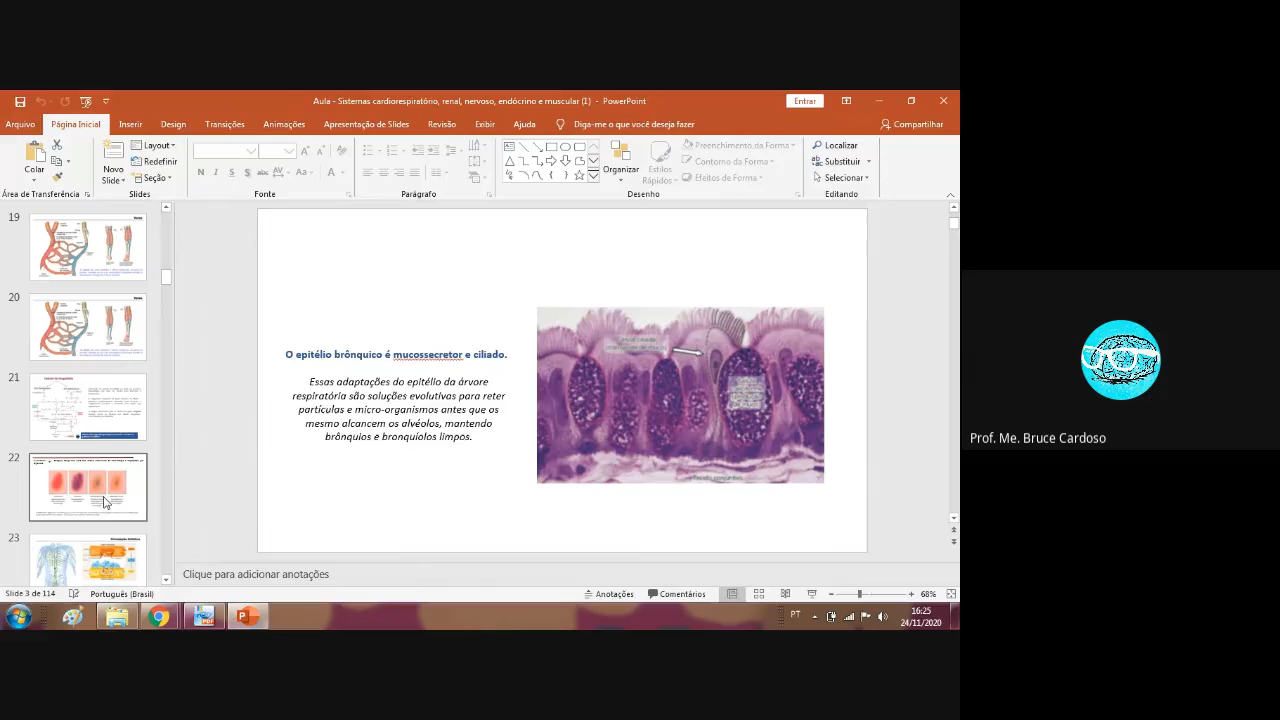 Aula - Sistemas cardiorespiratório, renal, nervoso, endócrino e muscular (1) - PowerPoint
Entrar
Arquivo Página Inicial Inserir Design Transições Animações Apresentação de Slides Revisão Exibir Ajuda Diga-me o que você deseja fazer Compartilhar
Colar
Novo Slide
Layout
Redefinir
Seção
N I S S abc AV Aa A
Organizar
Estilos Rápidos
Preenchimento da Forma
Contorno da Forma
Efeitos de Forma
Localizar
Substituir
Selecionar
Área de Transferência Slides Fonte Parágrafo Desenho Editando
19
20
21
22
23
O epitélio brônquico é mucossecretor e ciliado.
Essas adaptações do epitélio da árvore
respiratória são soluções evolutivas para reter
partículas e micro-organismos antes que os
mesmo alcancem os alvéolos, mantendo
brônquios e bronquíolos limpos.
Prof. Me. Bruce Cardoso
Clique para adicionar anotações
Slide 3 de 114 Português (Brasil) Anotações Comentários 68%
PT
16:25
24/11/2020